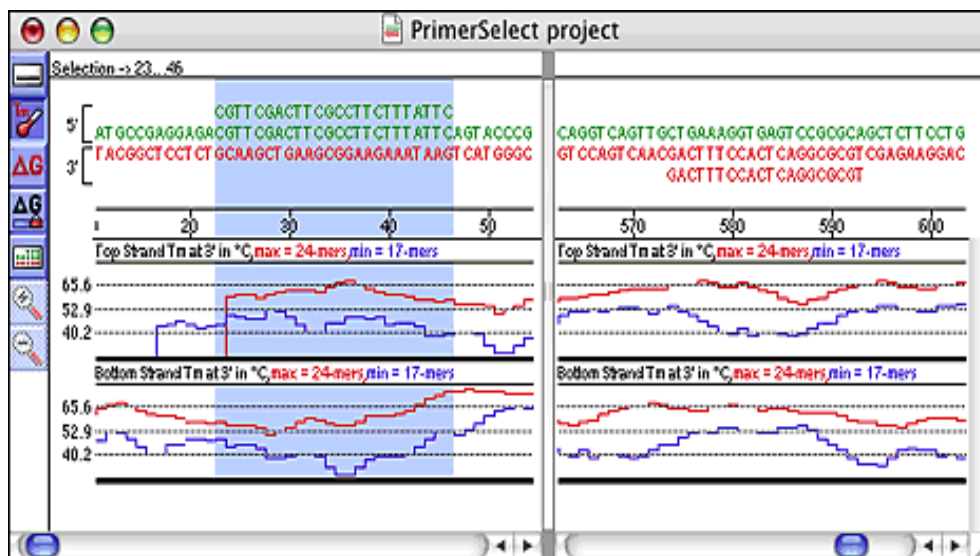 PrimerSelect project
Selection -> 23...46
CGTTCGACTTCGCCTTCTTTATTC
5'
ATGCCGAGGAGACGTTCGACTTCGCCTTCTTTATTCAGTACCCG
TACGGCTCCTCTGCAAGCTGAAGCGGAAGAAATAAGTCATGGGC
3'
20 30 40 50
Top Strand Tm at 3' in °C, max = 24-mers, min = 17-mers
65.6
52.9
40.2
Bottom Strand Tm at 3' in °C, max = 24-mers, min = 17-mers
65.6
52.9
40.2
CAGGTCAGTTGCTGAAAGGTGAGTCCGCGCAGCTCTTCCTG
GTCCAGTCAACGACTTTCCACTCAGGCGCGTCGAGAAGGAC
GACTTTCCACTCAGGCGCGT
570 580 590 600
Top Strand Tm at 3' in °C, max = 24-mers, min = 17-mers
Bottom Strand Tm at 3' in °C, max = 24-mers, min = 17-mers
Tm
ΔG
ΔG